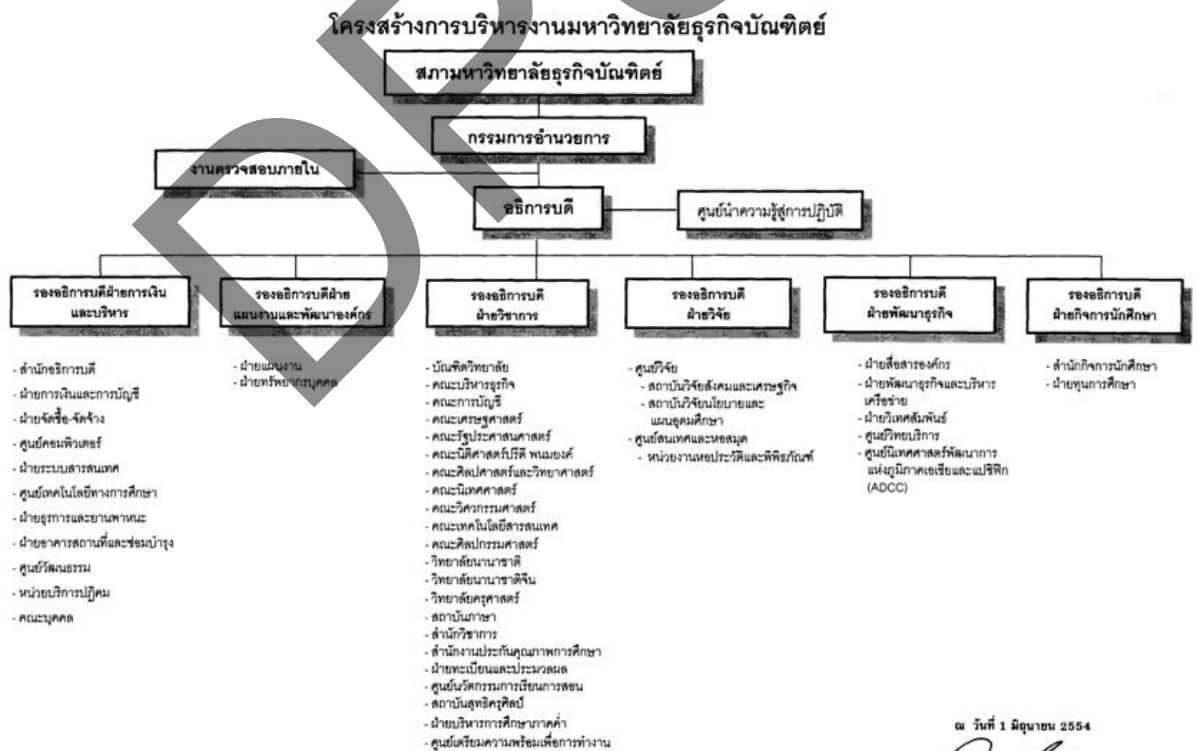 โครงสร้างการบริหารงานมหาวิทยาลัยธุรกิจบัณฑิตย์
สภามหาวิทยาลัยธุรกิจบัณฑิตย์
กรรมการอำนวยการ
งานตรวจสอบภายใน
อธิการบดี
ศูนย์นำความรู้สู่การปฏิบัติ
รองอธิการบดีฝ่ายการเงิน
และบริหาร
- สำนักอธิการบดี
- ฝ่ายการเงินและการบัญชี
- ฝ่ายจัดซื้อ-จัดจ้าง
- ศูนย์คอมพิวเตอร์
- ฝ่ายระบบสารสนเทศ
- ศูนย์เทคโนโลยีทางการศึกษา
- ฝ่ายธุรการและยานพาหนะ
- ฝ่ายอาคารสถานที่และซ่อมบำรุง
- ศูนย์วัฒนธรรม
- หน่วยบริการปฏิคม
- คณะบุคคล
รองอธิการบดีฝ่าย
แผนงานและพัฒนาองค์กร
- ฝ่ายแผนงาน
- ฝ่ายทรัพยากรบุคคล
รองอธิการบดี
ฝ่ายวิชาการ
- บัณฑิตวิทยาลัย
- คณะบริหารธุรกิจ
- คณะการบัญชี
- คณะเศรษฐศาสตร์
- คณะรัฐประศาสนศาสตร์
- คณะนิติศาสตร์ปรีดี พนมยงค์
- คณะศิลปศาสตร์และวิทยาศาสตร์
- คณะนิเทศศาสตร์
- คณะวิศวกรรมศาสตร์
- คณะเทคโนโลยีสารสนเทศ
- คณะศิลปกรรมศาสตร์
- วิทยาลัยนานาชาติ
- วิทยาลัยนานาชาติจีน
- วิทยาลัยครุศาสตร์
- สถาบันภาษา
- สำนักวิชาการ
- สำนักงานประกันคุณภาพการศึกษา
- ฝ่ายทะเบียนและประมวลผล
- ศูนย์นวัตกรรมการเรียนการสอน
- สถาบันสุทธิครุศิลป์
- ฝ่ายบริหารการศึกษาภาคค่ำ
- ศูนย์เตรียมความพร้อมเพื่อการทำงาน
รองอธิการบดี
ฝ่ายวิจัย
- ศูนย์วิจัย
- สถาบันวิจัยสังคมและเศรษฐกิจ
- สถาบันวิจัยนโยบายและ
แผนอุดมศึกษา
- ศูนย์สนเทศและหอสมุด
- หน่วยงานหอประวัติและพิพิธภัณฑ์
รองอธิการบดี
ฝ่ายพัฒนาธุรกิจ
- ฝ่ายสื่อสารองค์กร
- ฝ่ายพัฒนาธุรกิจและบริหาร
เครือข่าย
- ฝ่ายวิเทศสัมพันธ์
- ศูนย์วิทยบริการ
- ศูนย์นิเทศศาสตร์พัฒนาการ
แห่งภูมิภาคเอเชียและแปซิฟิก
(ADCC)
รองอธิการบดี
ฝ่ายกิจการนักศึกษา
- สำนักกิจการนักศึกษา
- ฝ่ายทุนการศึกษา
ณ วันที่ 1 มิถุนายน 2554